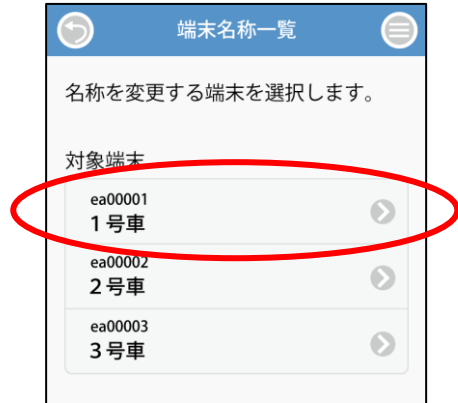 端末名称一覧
名称を変更する端末を選択します。
対象端末
ea00001
1号車
ea00002
2号車
ea00003
3号車